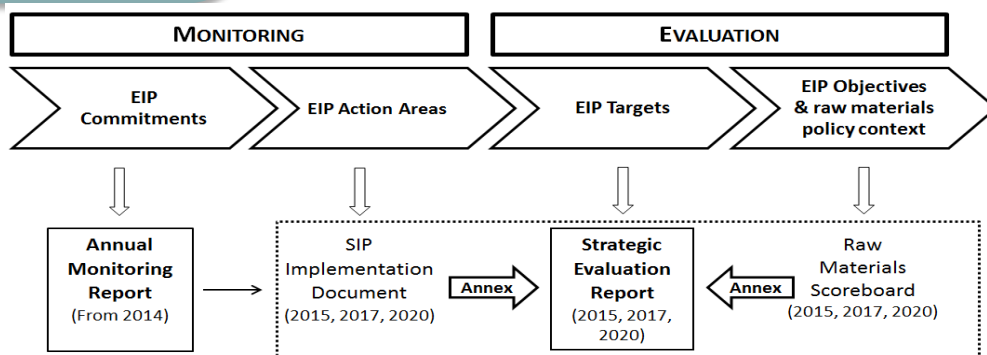 MONITORING
EVALUATION
EIP
Commitments
EIP Action Areas
EIP Targets
EIP Objectives
& raw materials
policy context
Annual
Monitoring
Report
(From 2014)
SIP
Implementation
Document
(2015, 2017, 2020)
Annex
Strategic
Evaluation
Report
(2015, 2017,
2020)
Annex
Raw
Materials
Scoreboard
(2015, 2017, 2020)